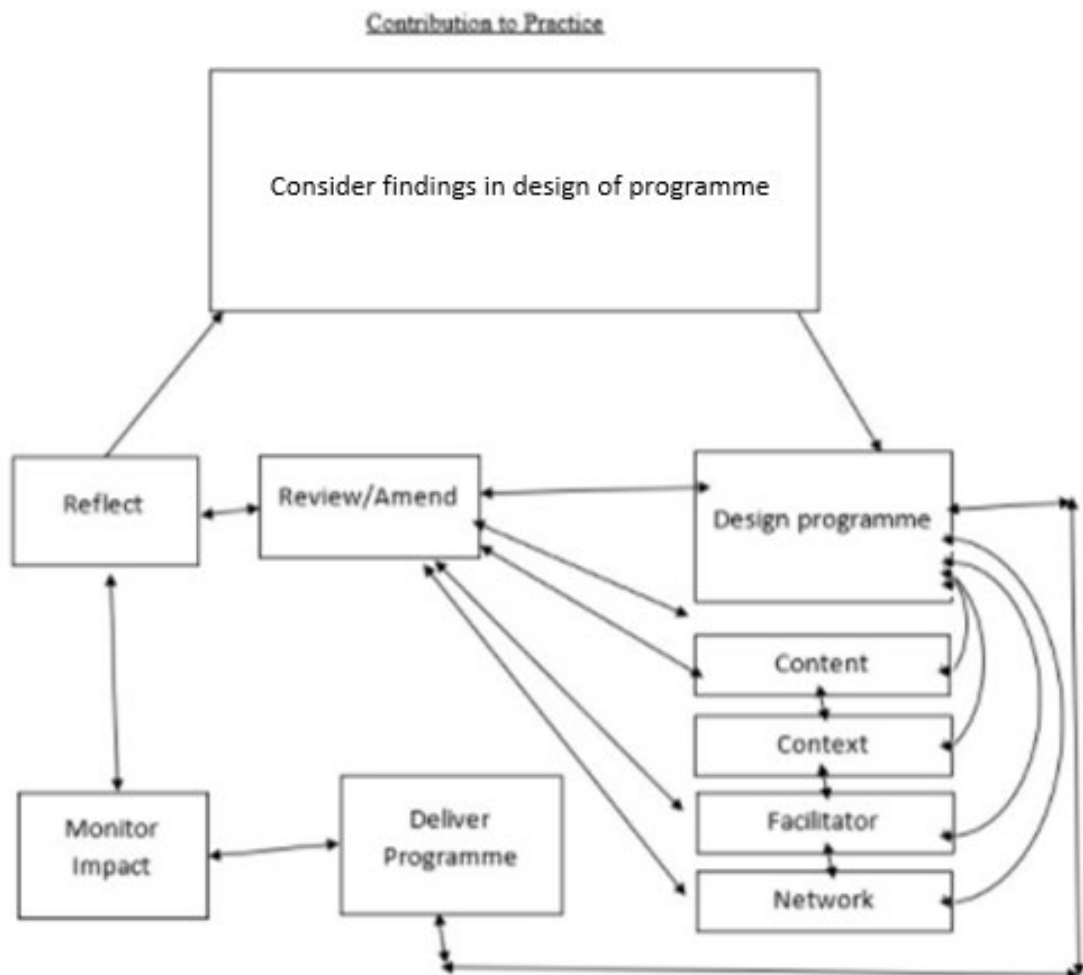 Contribution to Practice
Consider findings in design of programme
Reflect
Review/Amend
Design programme
Content
Context
Facilitator
Network
Monitor
Impact
Deliver
Programme